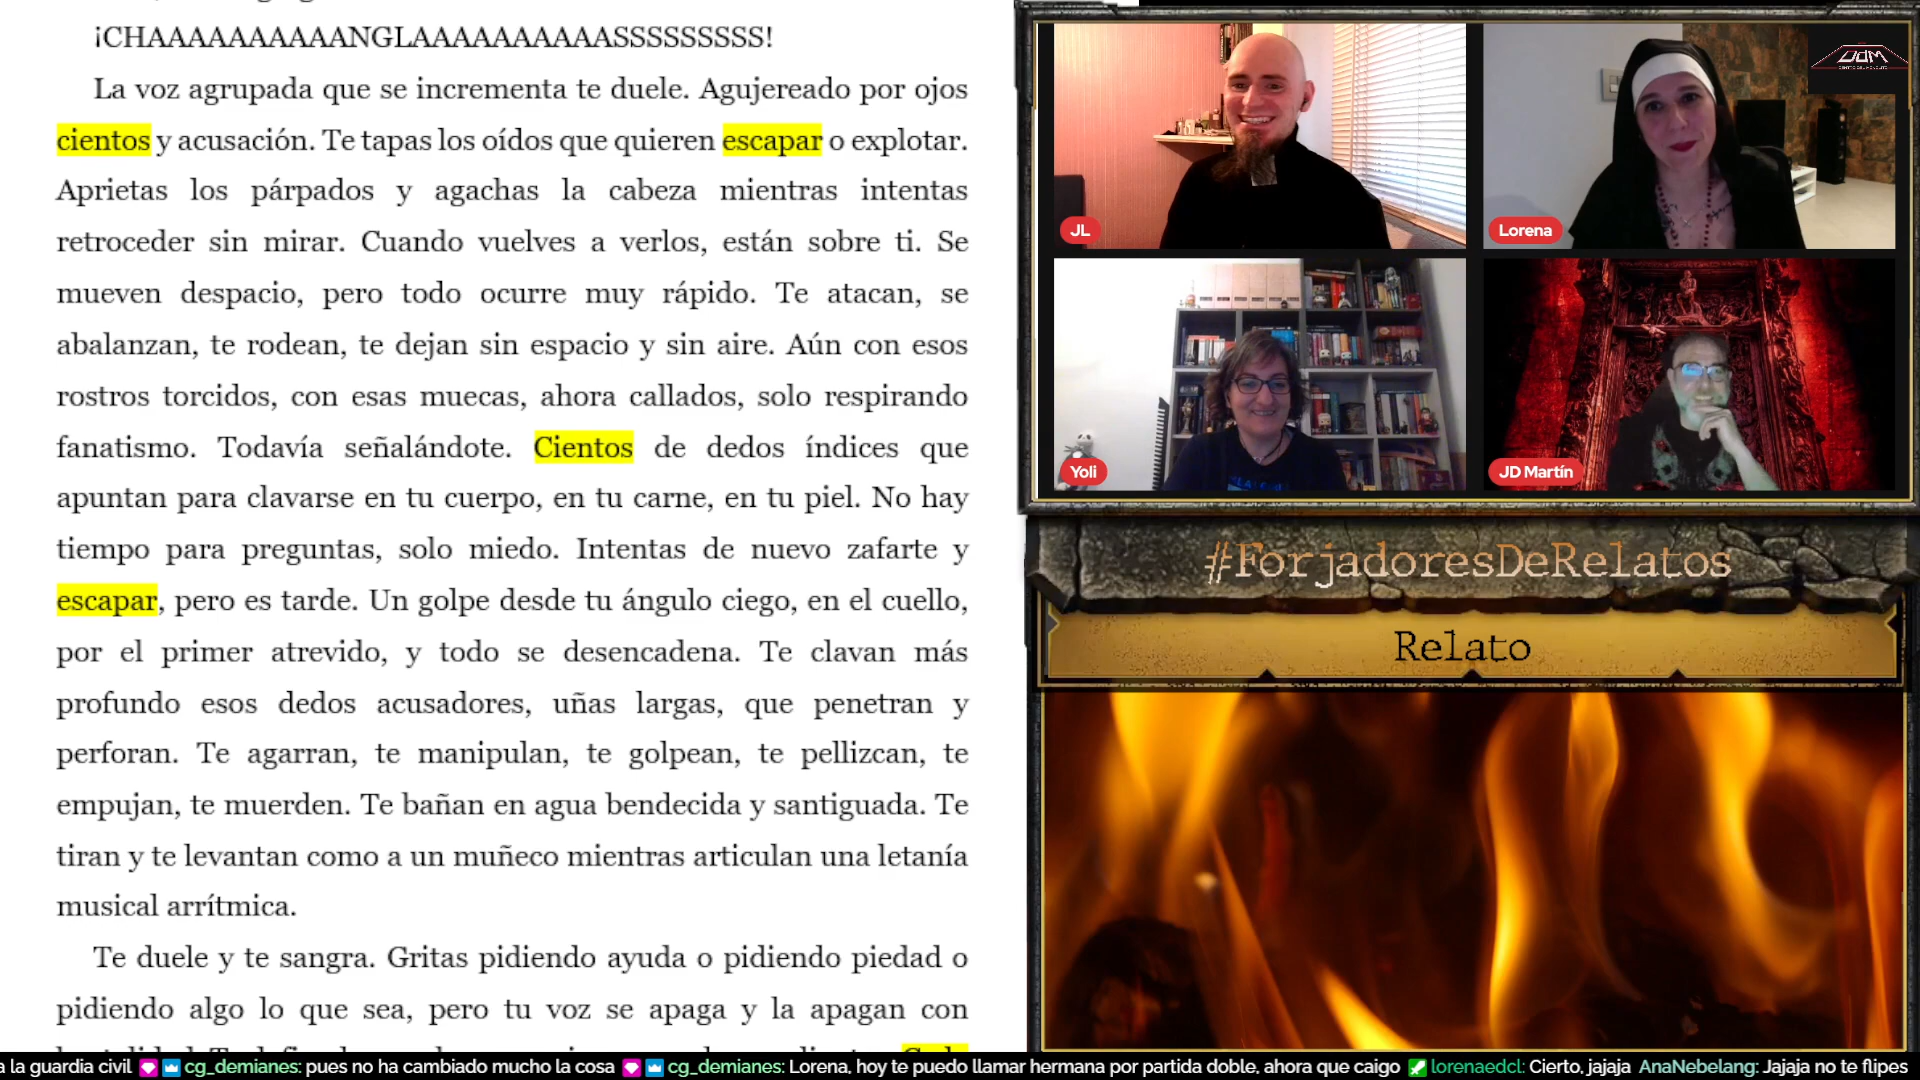 ¡CHAAAAAAAAAANGLAAAAAAAAAASSSSSSSSS!
La voz agrupada que se incrementa te duele. Agujereado por ojos
cientos y acusación. Te tapas los oídos que quieren escapar o explotar.
Aprietas los párpados y agachas la cabeza mientras intentas
retroceder sin mirar. Cuando vuelves a verlos, están sobre ti. Se
mueven despacio, pero todo ocurre muy rápido. Te atacan, se
abalanzan, te rodean, te dejan sin espacio y sin aire. Aún con esos
rostros torcidos, con esas muecas, ahora callados, solo respirando
fanatismo. Todavía señalándote. Cientos de dedos índices que
apuntan para clavarse en tu cuerpo, en tu carne, en tu piel. No hay
tiempo para preguntas, solo miedo. Intentas de nuevo zafarte y
escapar, pero es tarde. Un golpe desde tu ángulo ciego, en el cuello,
por el primer atrevido, y todo se desencadena. Te clavan más
profundo esos dedos acusadores, uñas largas, que penetran y
perforan. Te agarran, te manipulan, te golpean, te pellizcan, te
empujan, te muerden. Te bañan en agua bendecida y santiguada. Te
tiran y te levantan como a un muñeco mientras articulan una letanía
musical arrítmica.
Te duele y te sangra. Gritas pidiendo ayuda o pidiendo piedad o
pidiendo algo lo que sea, pero tu voz se apaga y la apagan con
JL
Lorena
DDM
Yoli
JD Martín
#ForjadoresDeRelatos
Relato
a la guardia civil cg_demianes: pues no ha cambiado mucho la cosa cg_demianes: Lorena, hoy te puedo llamar hermana por partida doble, ahora que caigo lorenaedcl: Cierto, jajaja AnaNebelang: Jajaja no te flipes